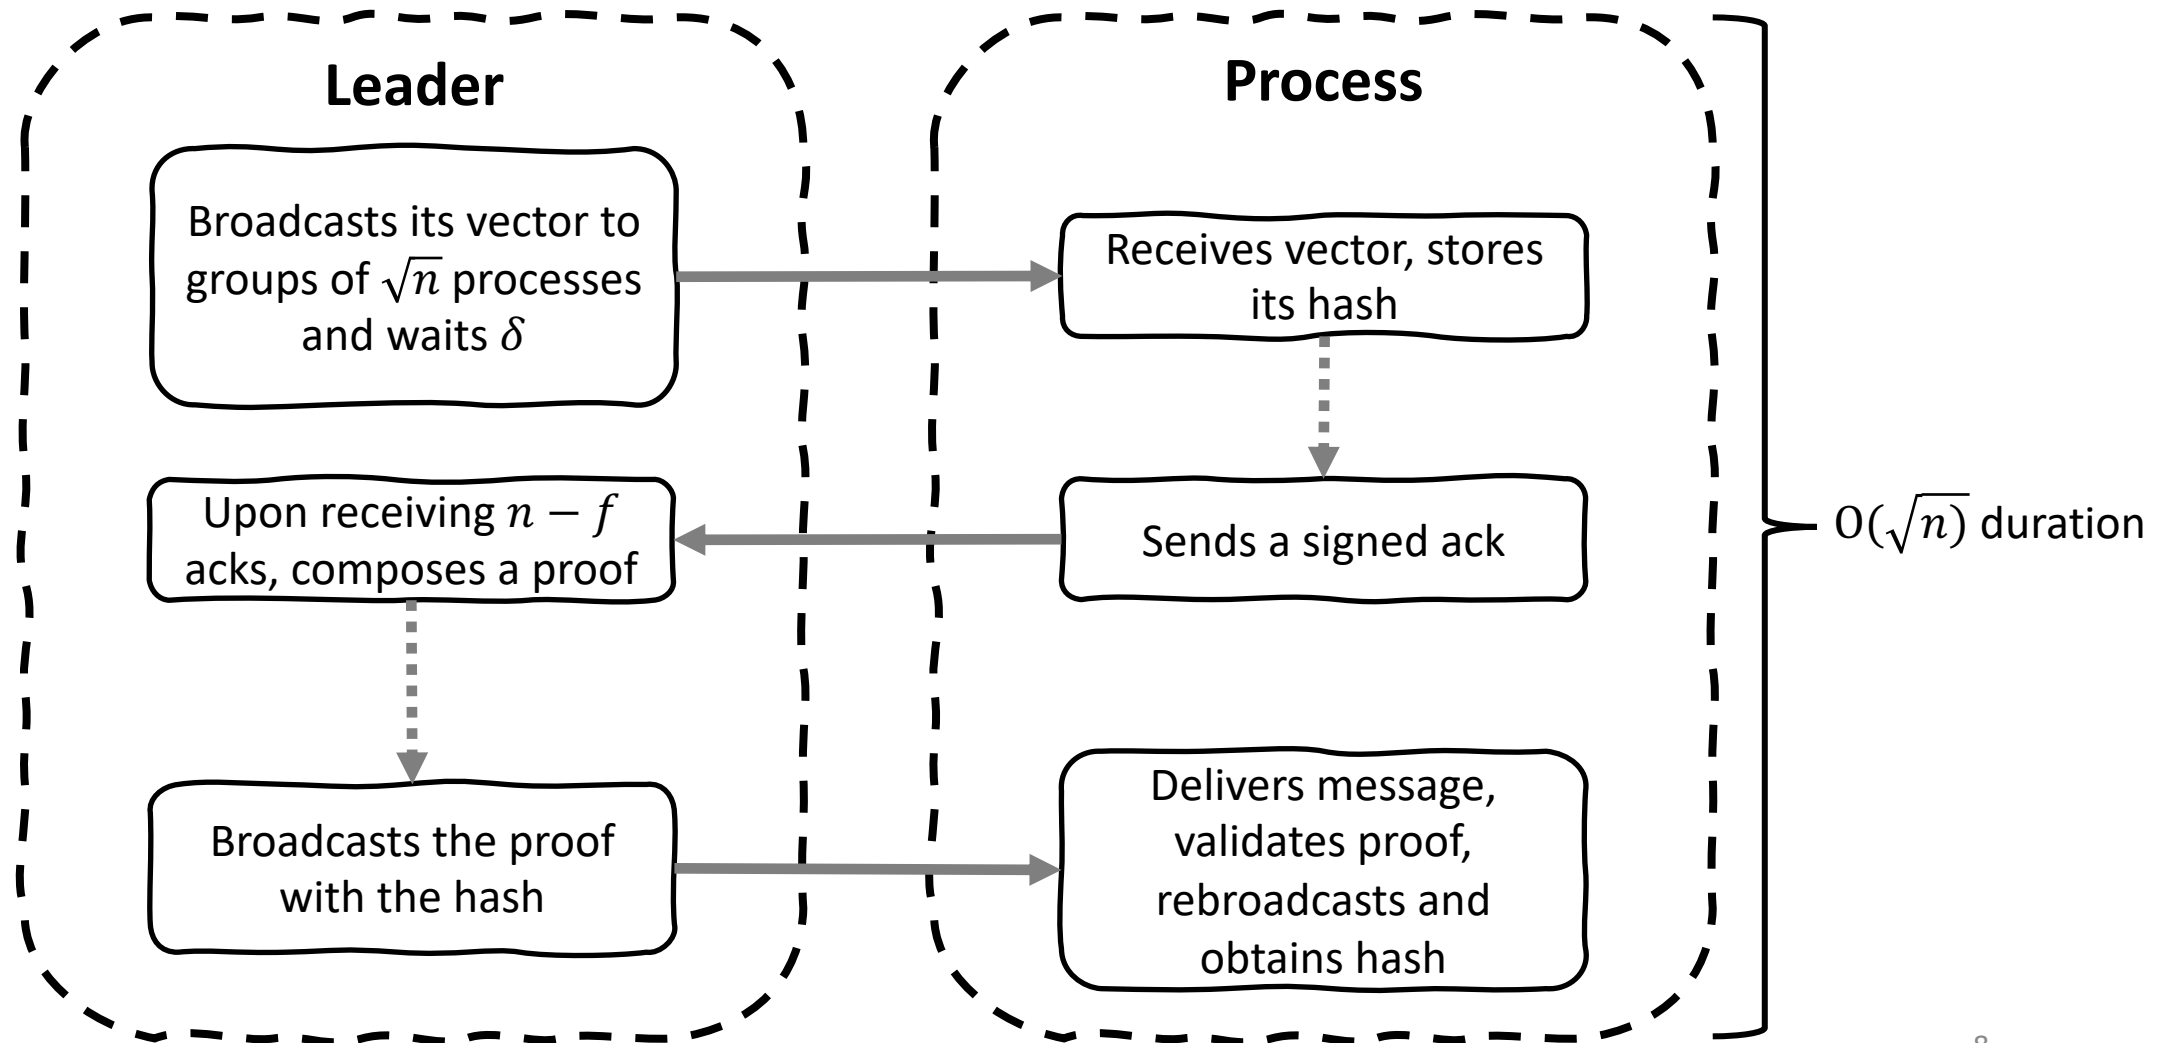 Leader
Broadcasts its vector to
groups of √n processes
and waits δ
Upon receiving n − f
acks, composes a proof
Broadcasts the proof
with the hash
Process
Receives vector, stores
its hash
Sends a signed ack
Delivers message,
validates proof,
rebroadcasts and
obtains hash
O(√n) duration